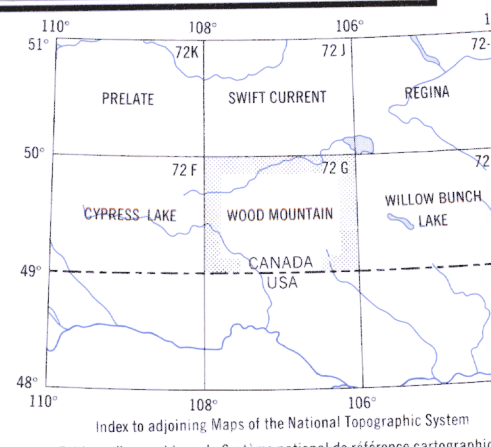 110° 108° 106° 1
51° 72K 72 J 72-
PRELATE SWIFT CURRENT REGINA
50° 72 F 72 G 72
CYPRESS LAKE WOOD MOUNTAIN WILLOW BUNCH
LAKE
CANADA
49°
USA
48°
110° 108° 106°
Index to adjoining Maps of the National Topographic System